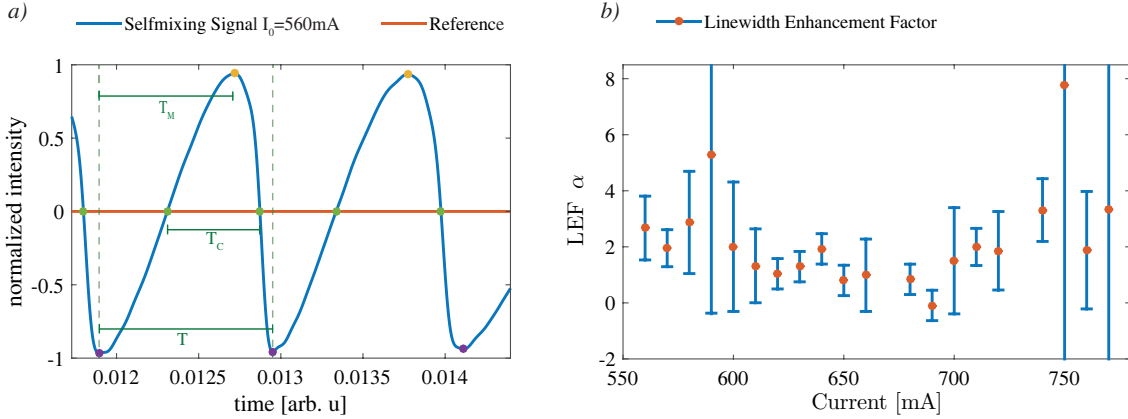 a)
Selfmixing Signal I0=560mA
Reference
normalized intensity
1
0.5
0
-0.5
-1
TM
TC
T
0.012
0.0125
0.013
0.0135
0.014
time [arb. u]
b)
Linewidth Enhancement Factor
LEF α
8
6
4
2
0
-2
550
600
650
700
750
Current [mA]